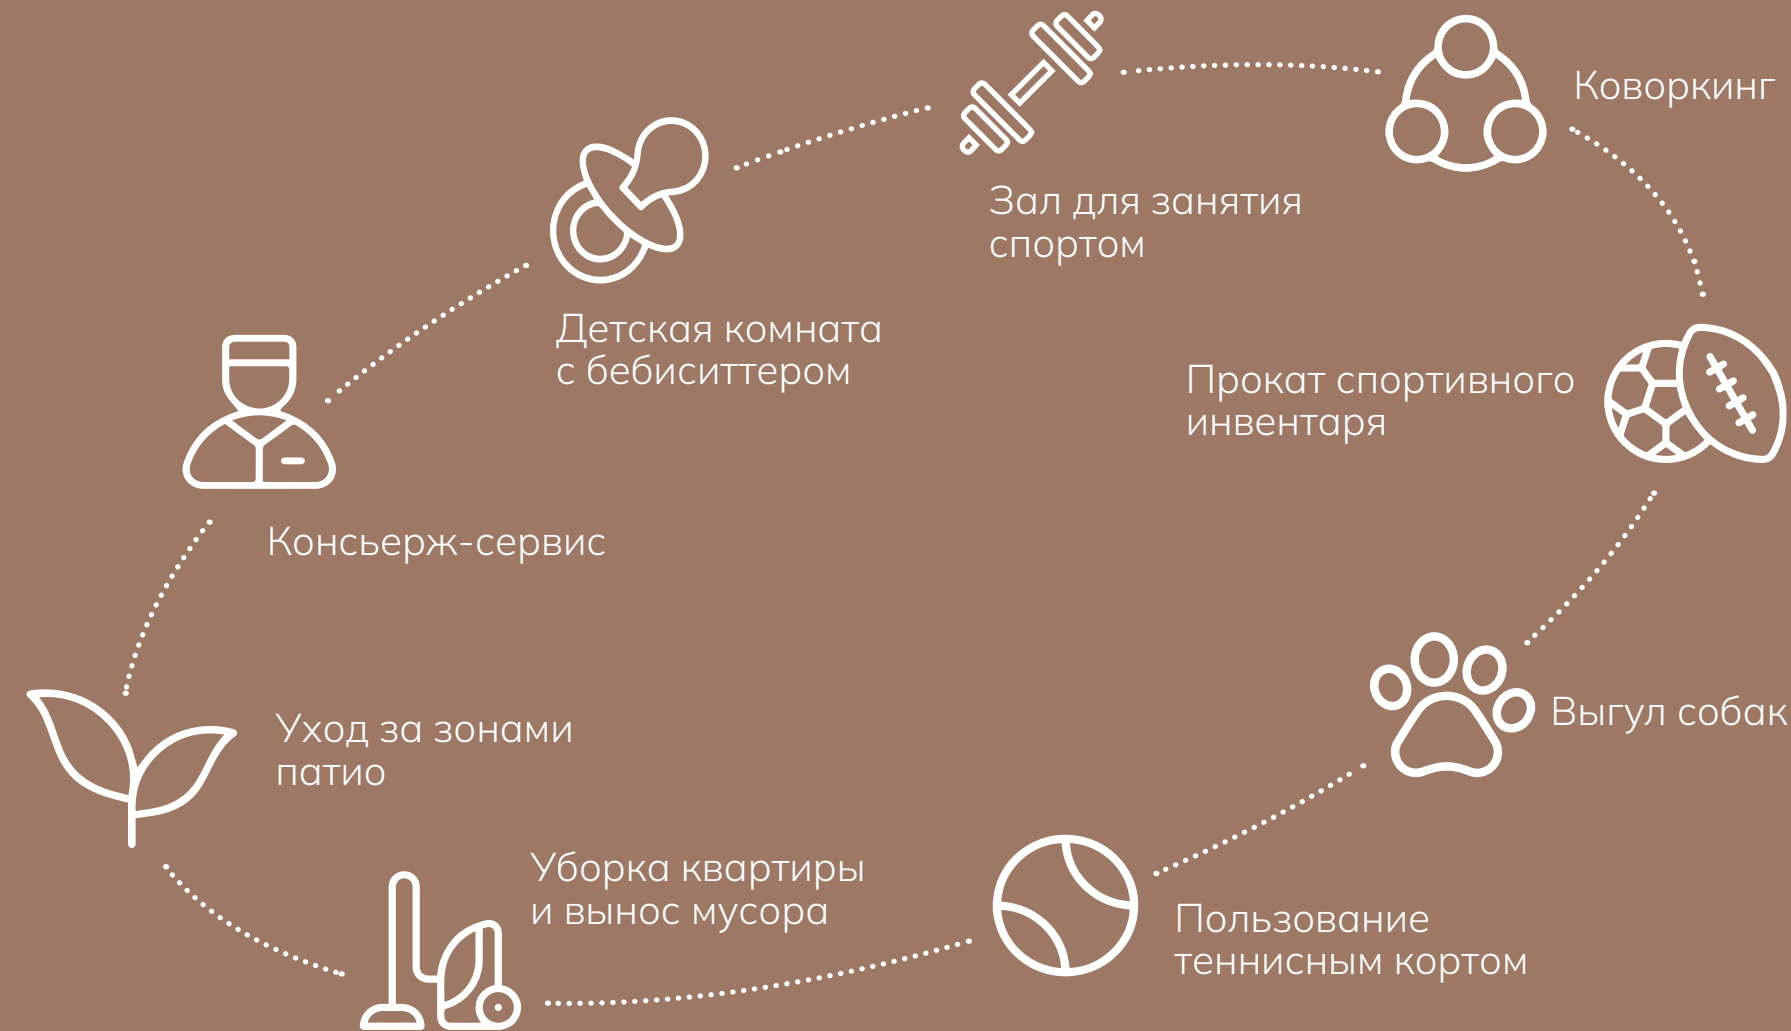 Коворкинг
Зал для занятия
спортом
Детская комната
с бебиситтером
Прокат спортивного
инвентаря
Консьерж-сервис
Выгул собак
Уход за зонами
патио
Уборка квартиры
и вынос мусора
Пользование
теннисным кортом